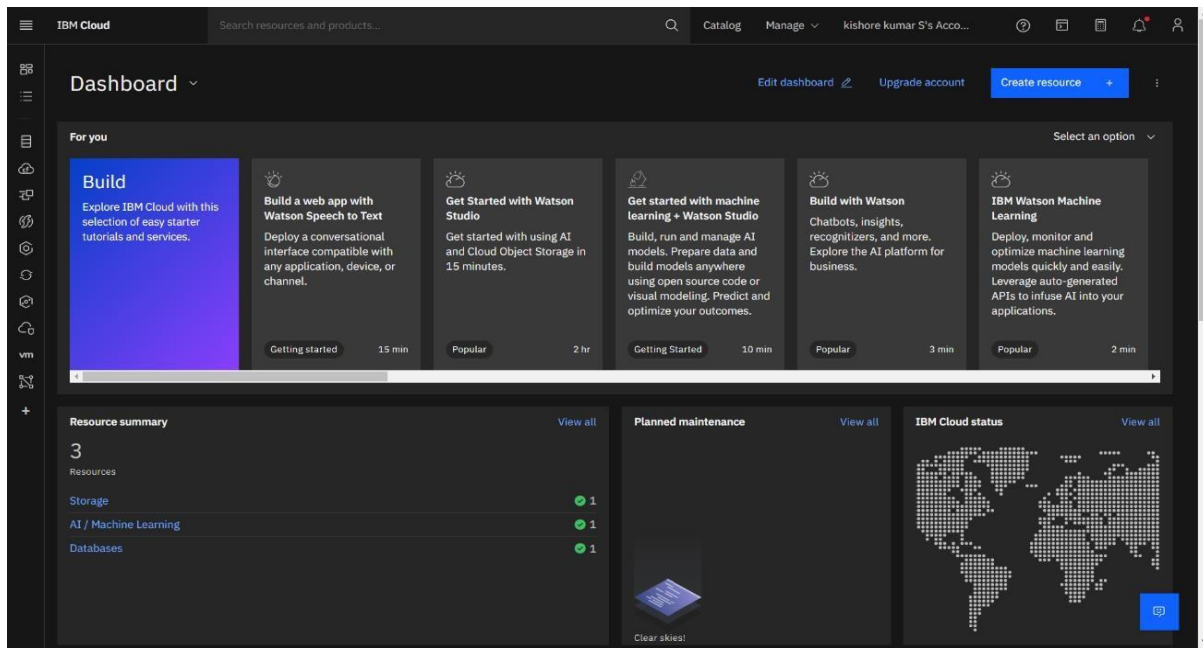 IBM Cloud
Search resources and products...
Catalog
Manage
kishore kumar S's Acco...
Dashboard
Edit dashboard
Upgrade account
Create resource +
For you
Select an option
Build
Explore IBM Cloud with this
selection of easy starter
tutorials and services.
Build a web app with
Watson Speech to Text
Deploy a conversational
interface compatible with
any application, device, or
channel.
Getting started
15 min
Get Started with Watson
Studio
Get started with using AI
and Cloud Object Storage in
15 minutes.
Popular
2 hr
Get started with machine
learning + Watson Studio
Build, run and manage AI
models. Prepare data and
build models anywhere
using open source code or
visual modeling. Predict and
optimize your outcomes.
Getting Started
10 min
Build with Watson
Chatbots, insights,
recognizers, and more.
Explore the AI platform for
business.
Popular
3 min
IBM Watson Machine
Learning
Deploy, monitor and
optimize machine learning
models quickly and easily.
Leverage auto-generated
APIs to infuse AI into your
applications.
Popular
2 min
vm
+
Resource summary
View all
3
Resources
Storage
1
AI / Machine Learning
1
Databases
1
Planned maintenance
View all
Clear skies!
IBM Cloud status
View all